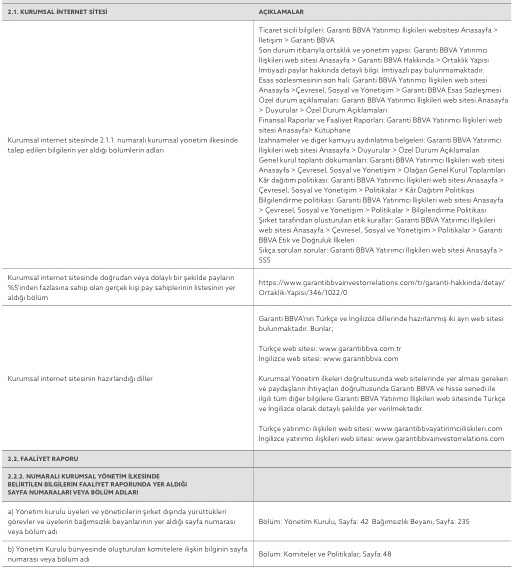 2.1. KURUMSAL İNTERNET SİTESİ
AÇIKLAMALAR
Kurumsal internet sitesinde 2.1.1. numaralı kurumsal yönetim ilkesinde
talep edilen bilgilerin yer aldığı bölümlerin adları
Ticaret sicili bilgileri: Garanti BBVA Yatırımcı İlişkileri websitesi Anasayfa >
İletişim > Garanti BBVA
Son durum itibarıyla ortaklık ve yönetim yapısı: Garanti BBVA Yatırımcı
İlişkileri web sitesi Anasayfa > Garanti BBVA Hakkında > Ortaklık Yapısı
İmtiyazlı paylar hakkında detaylı bilgi: İmtiyazlı pay bulunmamaktadır.
Esas sözleşmesinin son hali: Garanti BBVA Yatırımcı İlişkileri web sitesi
Anasayfa >Çevresel, Sosyal ve Yönetişim > Garanti BBVA Esas Sözleşmesi
Özel durum açıklamaları: Garanti BBVA Yatırımcı İlişkileri web sitesi Anasayfa
> Duyurular > Özel Durum Açıklamaları
Finansal Raporlar ve Faaliyet Raporları: Garanti BBVA Yatırımcı İlişkileri web
sitesi Anasayfa> Kütüphane
İzahnameler ve diğer kamuyu aydınlatma belgeleri: Garanti BBVA Yatırımcı
İlişkileri web sitesi Anasayfa > Duyurular > Özel Durum Açıklamaları
Genel kurul toplantı dökümanları: Garanti BBVA Yatırımcı İlişkileri web sitesi
Anasayfa > Çevresel, Sosyal ve Yönetişim > Olağan Genel Kurul Toplantıları
Kâr dağıtım politikası: Garanti BBVA Yatırımcı İlişkileri web sitesi Anasayfa >
Çevresel, Sosyal ve Yönetişim > Politikalar > Kâr Dağıtım Politikası
Bilgilendirme politikası: Garanti BBVA Yatırımcı İlişkileri web sitesi Anasayfa
> Çevresel, Sosyal ve Yönetişim > Politikalar > Bilgilendirme Politikası
Şirket tarafından oluşturulan etik kurallar: Garanti BBVA Yatırımcı İlişkileri
web sitesi Anasayfa > Çevresel, Sosyal ve Yönetişim > Politikalar > Garanti
BBVA Etik ve Doğruluk İlkeleri
Sıkça sorulan sorular: Garanti BBVA Yatırımcı İlişkileri web sitesi Anasayfa >
SSS
Kurumsal internet sitesinde doğrudan veya dolaylı bir şekilde payların
%5'inden fazlasına sahip olan gerçek kişi pay sahiplerinin listesinin yer
aldığı bölüm
https://www.garantibbvainvestorrelations.com/tr/garanti-hakkinda/detay/
Ortaklik-Yapisi/346/1022/0
Kurumsal internet sitesinin hazırlandığı diller
Garanti BBVA'nın Türkçe ve İngilizce dillerinde hazırlanmış iki ayrı web sitesi
bulunmaktadır. Bunlar;
Türkçe web sitesi: www.garantibbva.com.tr
İngilizce web sitesi: www.garantibbva.com
Kurumsal Yönetim ilkeleri doğrultusunda web sitelerinde yer alması gereken
ve paydaşların ihtiyaçları doğrultusunda Garanti BBVA ve hisse senedi ile
ilgili tüm diğer bilgilere Garanti BBVA Yatırımcı İlişkileri web sitesinde Türkçe
ve İngilizce olarak detaylı şekilde yer verilmektedir.
Türkçe yatırımcı ilişkileri web sitesi: www.garantibbvayatirimciiliskileri.com
İngilizce yatırımcı ilişkileri web sitesi: www.garantibbvainvestorrelations.com
2.2. FAALİYET RAPORU
2.2.2. NUMARALI KURUMSAL YÖNETİM İLKESİNDE
BELİRTİLEN BİLGİLERİN FAALİYET RAPORUNDA YER ALDIĞI
SAYFA NUMARALARI VEYA BÖLÜM ADLARI
a) Yönetim kurulu üyeleri ve yöneticilerin şirket dışında yürüttükleri
görevler ve üyelerin bağımsızlık beyanlarının yer aldığı sayfa numarası
veya bölüm adı
Bölüm: Yönetim Kurulu, Sayfa: 42 Bağımsızlık Beyanı, Sayfa: 235
b) Yönetim Kurulu bünyesinde oluşturulan komitelere ilişkin bilginin sayfa
numarası veya bölüm adı
Bölüm: Komiteler ve Politikalar, Sayfa:48